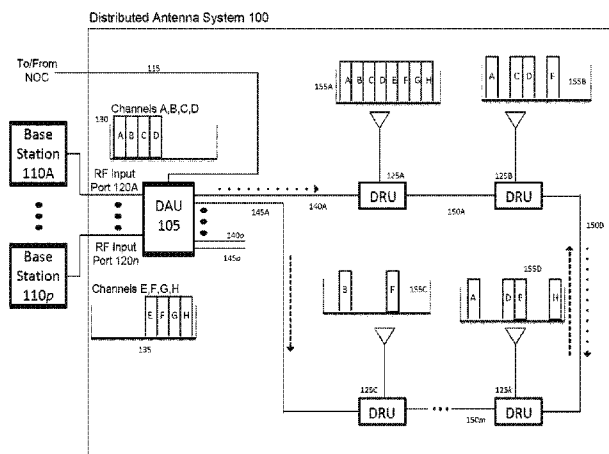 Distributed Antenna System 100
To/From
NOC
115
155A
A B C D E F G H
A C D F
155B
Channels A,B,C,D
130
A B C D
Base
Station
110A
RF Input
Port 120A
DAU
105
140A
145A
125A
DRU
150A
125B
DRU
150B
140o
145o
Base
Station
110p
RF Input
Port 120n
Channels E,F,G,H
E F G H
135
B F
155C
A D F H
155D
125C
DRU
150m
125k
DRU